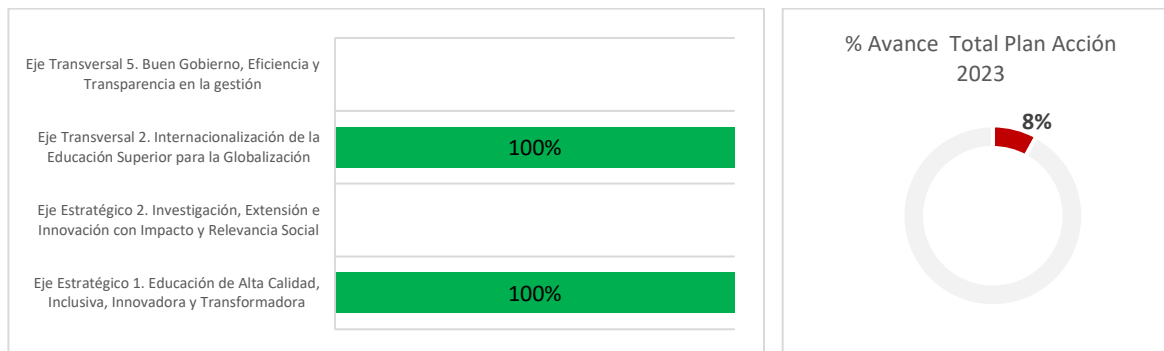 Eje Transversal 5. Buen Gobierno, Eficiencia y
Transparencia en la gestión
Eje Transversal 2. Internacionalización de la
Educación Superior para la Globalización
100%
Eje Estratégico 2. Investigación, Extensión e
Innovación con Impacto y Relevancia Social
Eje Estratégico 1. Educación de Alta Calidad,
Inclusiva, Innovadora y Transformadora
100%
% Avance Total Plan Acción
2023
8%